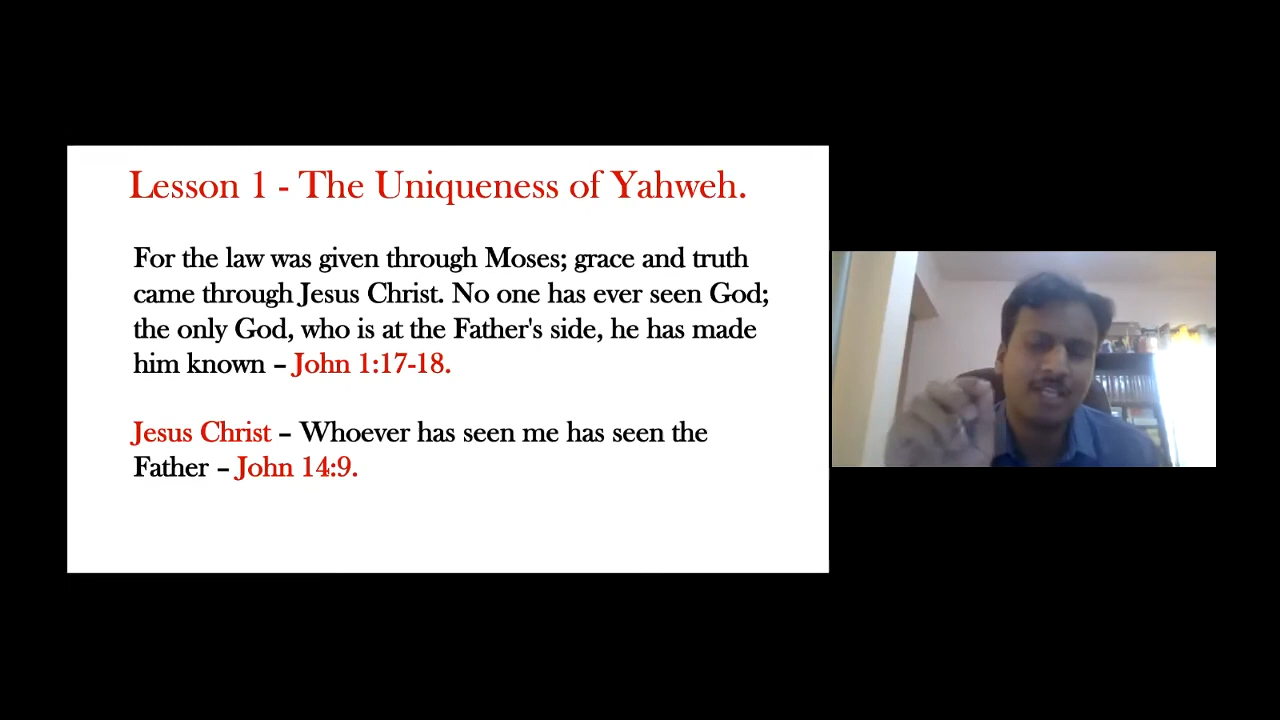 Lesson 1 - The Uniqueness of Yahweh.
For the law was given through Moses; grace and truth
came through Jesus Christ. No one has ever seen God;
the only God, who is at the Father's side, he has made
him known – John 1:17-18.
Jesus Christ – Whoever has seen me has seen the
Father – John 14:9.